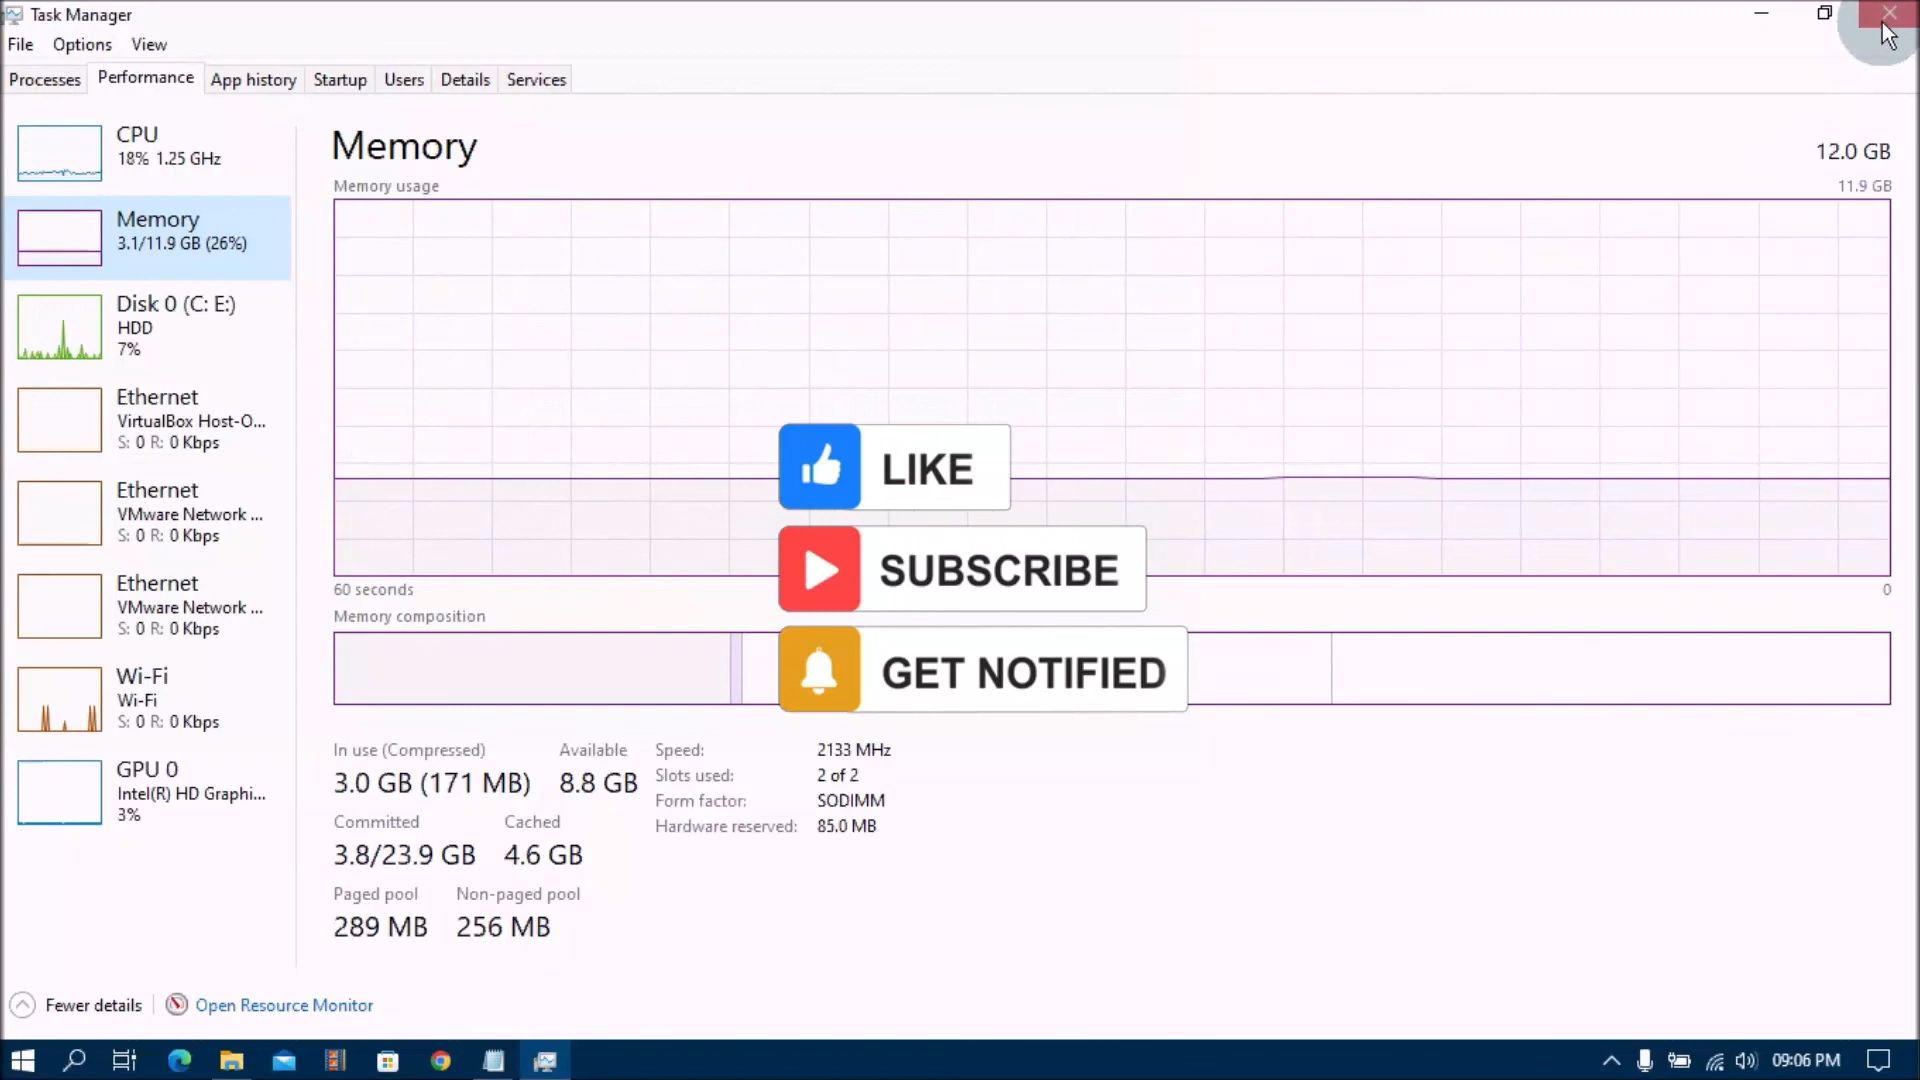 Task Manager
File Options View
Processes Performance App history Startup Users Details Services
CPU
18% 1.25 GHz
Memory
3.1/11.9 GB (26%)
Disk 0 (C: E:)
HDD
7%
Ethernet
VirtualBox Host-O...
S: 0 R: 0 Kbps
Ethernet
VMware Network ...
S: 0 R: 0 Kbps
Ethernet
VMware Network ...
S: 0 R: 0 Kbps
Wi-Fi
Wi-Fi
S: 0 R: 0 Kbps
GPU 0
Intel(R) HD Graphi...
3%
Memory 12.0 GB
Memory usage 11.9 GB
LIKE
SUBSCRIBE
60 seconds 0
Memory composition
GET NOTIFIED
In use (Compressed) Available
3.0 GB (171 MB) 8.8 GB
Committed Cached
3.8/23.9 GB 4.6 GB
Paged pool Non-paged pool
289 MB 256 MB
Speed: 2133 MHz
Slots used: 2 of 2
Form factor: SODIMM
Hardware reserved: 85.0 MB
Fewer details Open Resource Monitor
09:06 PM